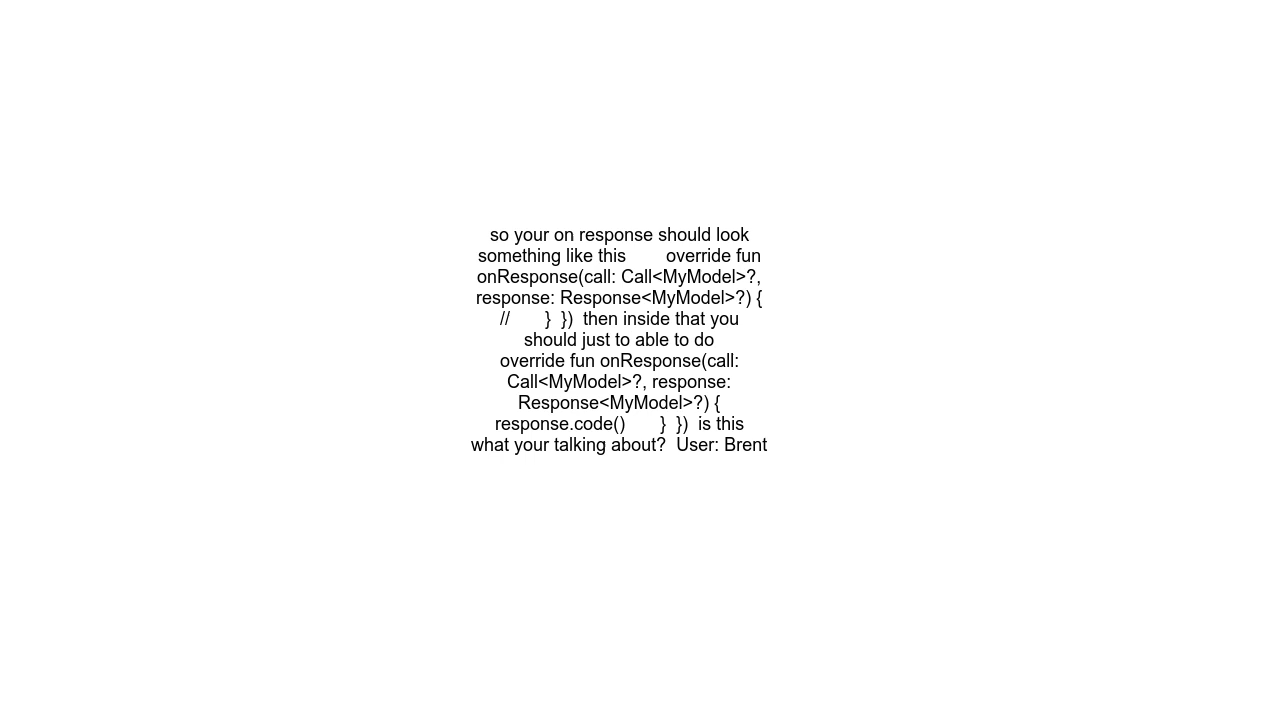 so your on response should look
something like this        override fun
onResponse(call: Call<MyModel>?,
response: Response<MyModel>?) {
//       }  })  then inside that you
should just to able to do
override fun onResponse(call:
Call<MyModel>?, response:
Response<MyModel>?) {
response.code()       }  })  is this
what your talking about?  User: Brent